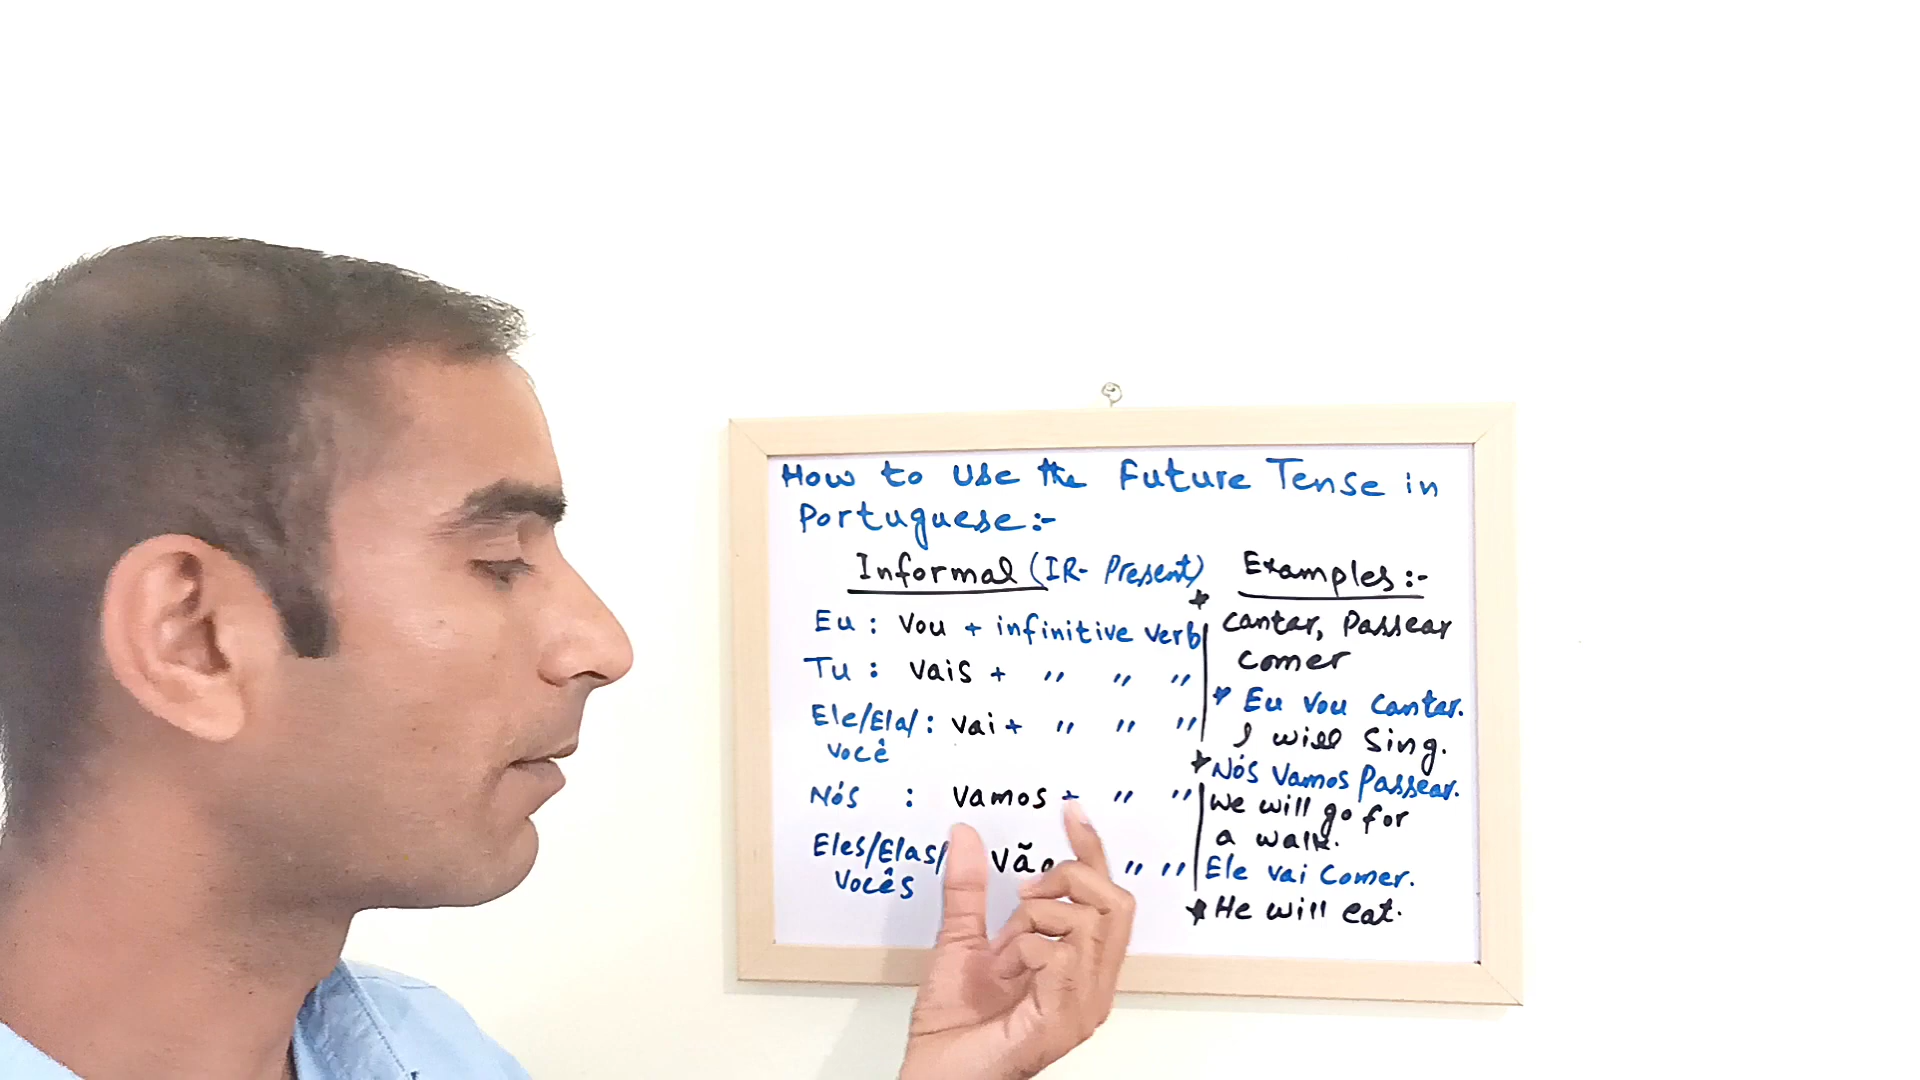 How to Use the Future Tense in
Portuguese:-
Informal (IR- Present)
Eu : Vou + infinitive verb
Tu : Vais + " " "
Ele/Ela/ : Vai + " " "
Você
Nós : Vamos + " "
Eles/Elas/ Vão " "
Vocês
Examples:-
* Cantar, Passear
Comer
* Eu Vou Cantar.
I will Sing.
* Nós Vamos Passear.
We will go for
a walk.
Ele vai Comer.
* He will eat.